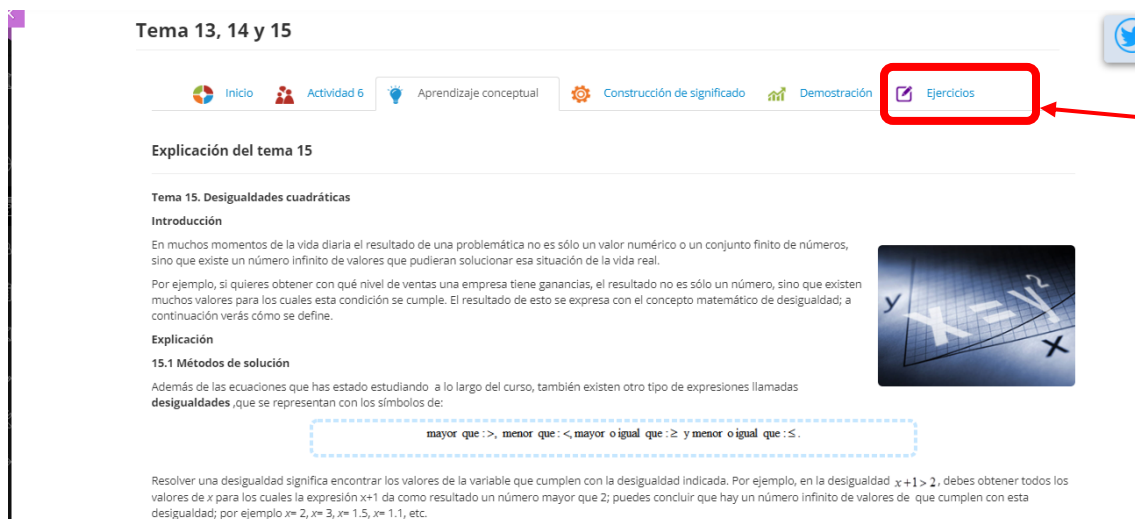 Tema 13, 14 y 15
Inicio Actividad 6 Aprendizaje conceptual Construcción de significado Demostración Ejercicios
Explicación del tema 15
Tema 15. Desigualdades cuadráticas
Introducción
En muchos momentos de la vida diaria el resultado de una problemática no es sólo un valor numérico o un conjunto finito de números,
sino que existe un número infinito de valores que pudieran solucionar esa situación de la vida real.
Por ejemplo, si quieres obtener con qué nivel de ventas una empresa tiene ganancias, el resultado no es sólo un número, sino que existen
muchos valores para los cuales esta condición se cumple. El resultado de esto se expresa con el concepto matemático de desigualdad; a
continuación verás cómo se define.
y x = y²
x
Explicación
15.1 Métodos de solución
Además de las ecuaciones que has estado estudiando a lo largo del curso, también existen otro tipo de expresiones llamadas
desigualdades ,que se representan con los símbolos de:
mayor que :>, menor que : <, mayor o igual que :≥ y menor o igual que :≤ .
Resolver una desigualdad significa encontrar los valores de la variable que cumplen con la desigualdad indicada. Por ejemplo, en la desigualdad x+1> 2, debes obtener todos los
valores de x para los cuales la expresión x+1 da como resultado un número mayor que 2; puedes concluir que hay un número infinito de valores de que cumplen con esta
desigualdad; por ejemplo x= 2, x= 3, x= 1.5, x= 1.1, etc.